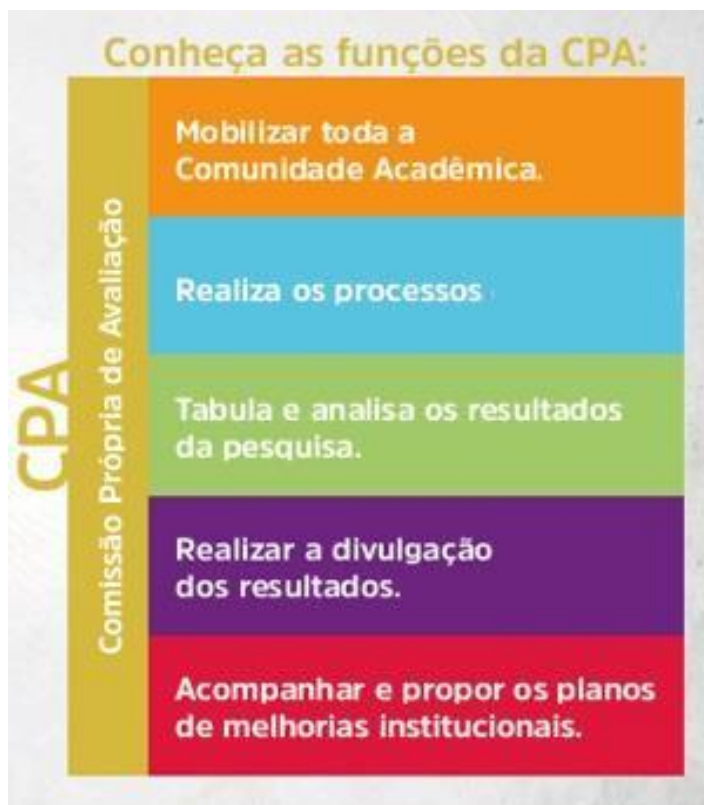 Conheça as funções da CPA:
CPA
Comissão Própria de Avaliação
Mobilizar toda a
Comunidade Acadêmica.
Realiza os processos
Tabula e analisa os resultados
da pesquisa.
Realizar a divulgação
dos resultados.
Acompanhar e propor os planos
de melhorias institucionais.